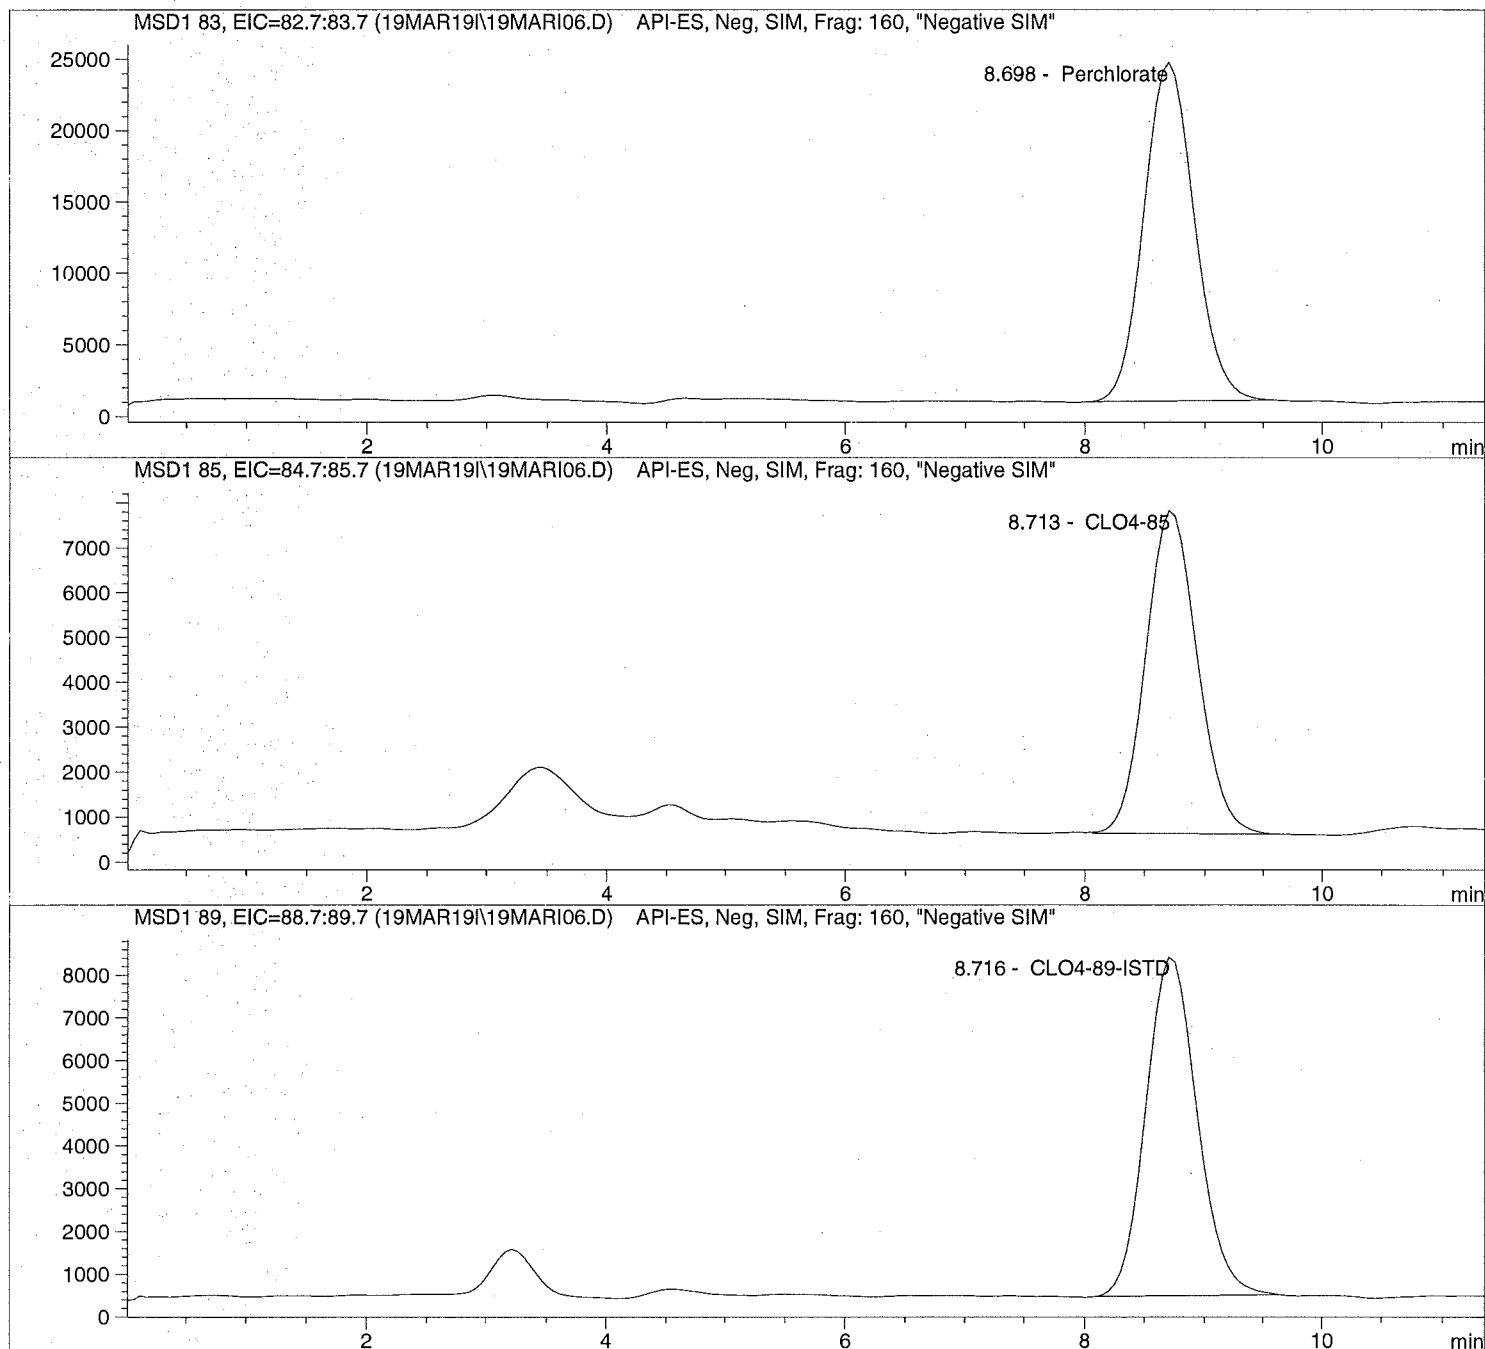 MSD1 83, EIC=82.7:83.7 (19MAR19I\19MARI06.D) API-ES, Neg, SIM, Frag: 160, "Negative SIM"
25000
8.698 - Perchlorate
20000
15000
10000
5000
0
2 4 6 8 10 min
MSD1 85, EIC=84.7:85.7 (19MAR19I\19MARI06.D) API-ES, Neg, SIM, Frag: 160, "Negative SIM"
8.713 - CLO4-85
7000
6000
5000
4000
3000
2000
1000
0
2 4 6 8 10 min
MSD1 89, EIC=88.7:89.7 (19MAR19I\19MARI06.D) API-ES, Neg, SIM, Frag: 160, "Negative SIM"
8.716 - CLO4-89-ISTD
8000
7000
6000
5000
4000
3000
2000
1000
0
2 4 6 8 10 min